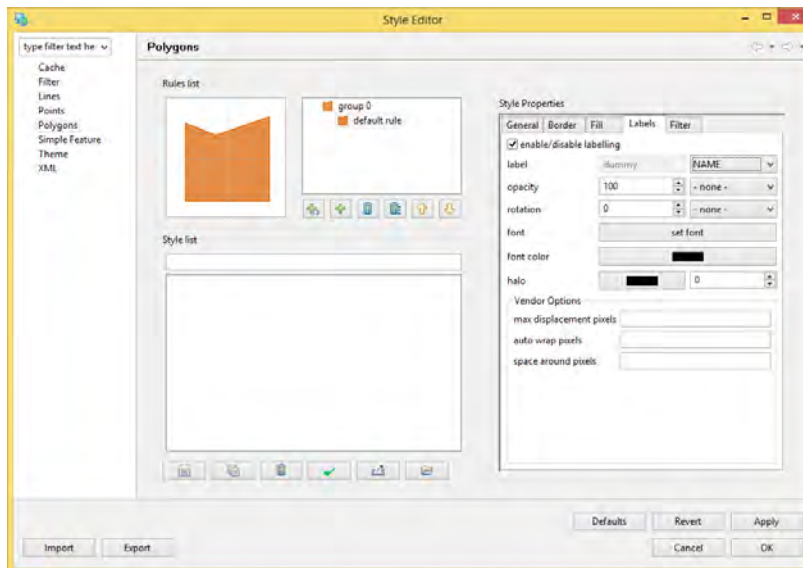 Style Editor
type filter text he
Polygons
Cache
Filter
Lines
Points
Polygons
Simple Feature
Theme
XML
Rules list
group 0
default rule
Style list
Style Properties
General Border Fill Labels Filter
enable/disable labelling
label dummy NAME
opacity 100 - none -
rotation 0 - none -
font set font
font color
halo 0
Vendor Options
max displacement pixels
auto wrap pixels
space around pixels
Defaults Revert Apply
Import Export Cancel OK